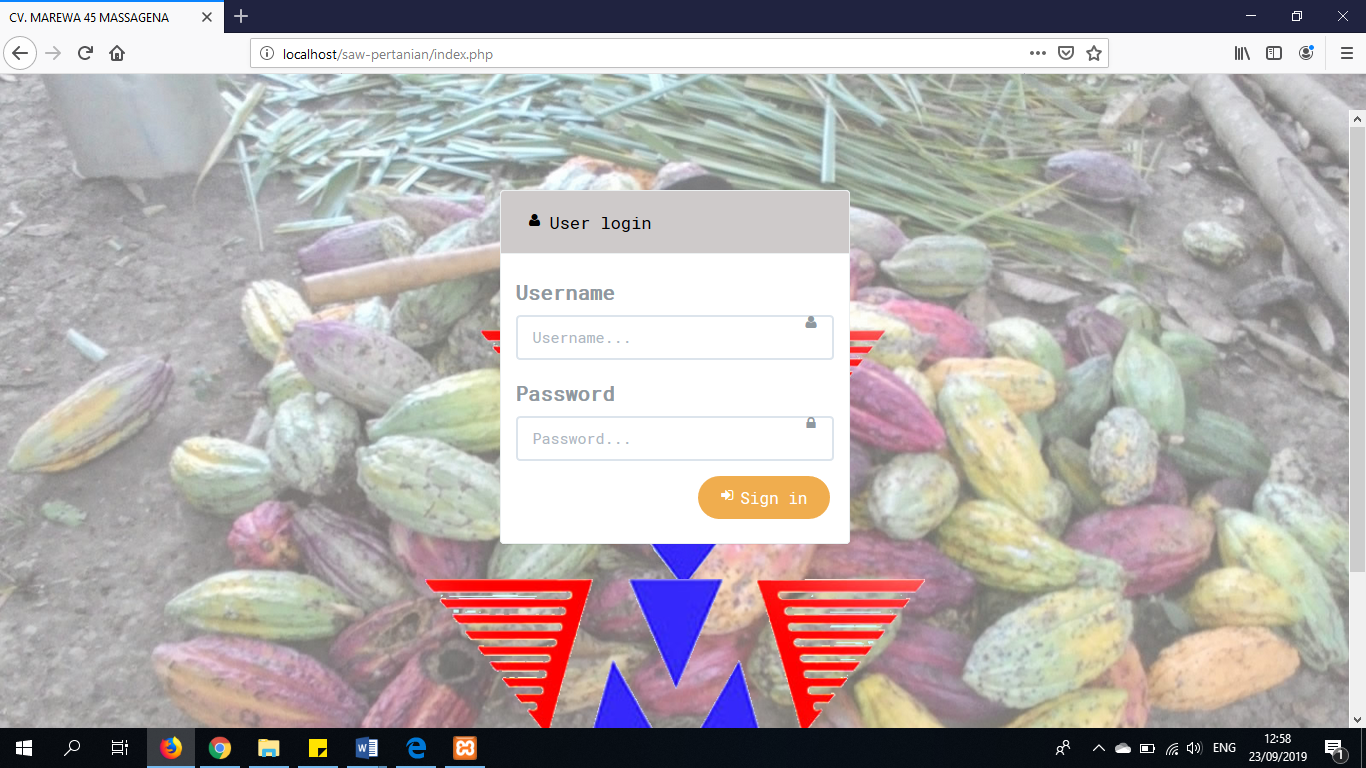 CV. MAREWA 45 MASSAGENA
localhost/saw-pertanian/index.php
User login
Username
Username...
Password
Password...
Sign in
ENG
12:58
23/09/2019
1